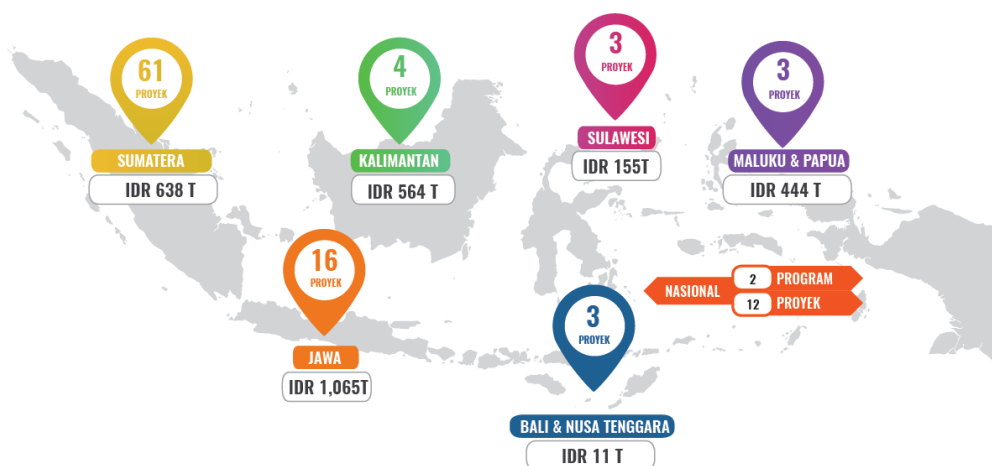 61
PROYEK
SUMATERA
IDR 638 T
4
PROYEK
KALIMANTAN
IDR 564 T
3
PROYEK
SULAWESI
IDR 155T
3
PROYEK
MALUKU & PAPUA
IDR 444 T
16
PROYEK
JAWA
IDR 1,065T
3
PROYEK
BALI & NUSA TENGGARA
IDR 11 T
NASIONAL
2 PROGRAM
12 PROYEK